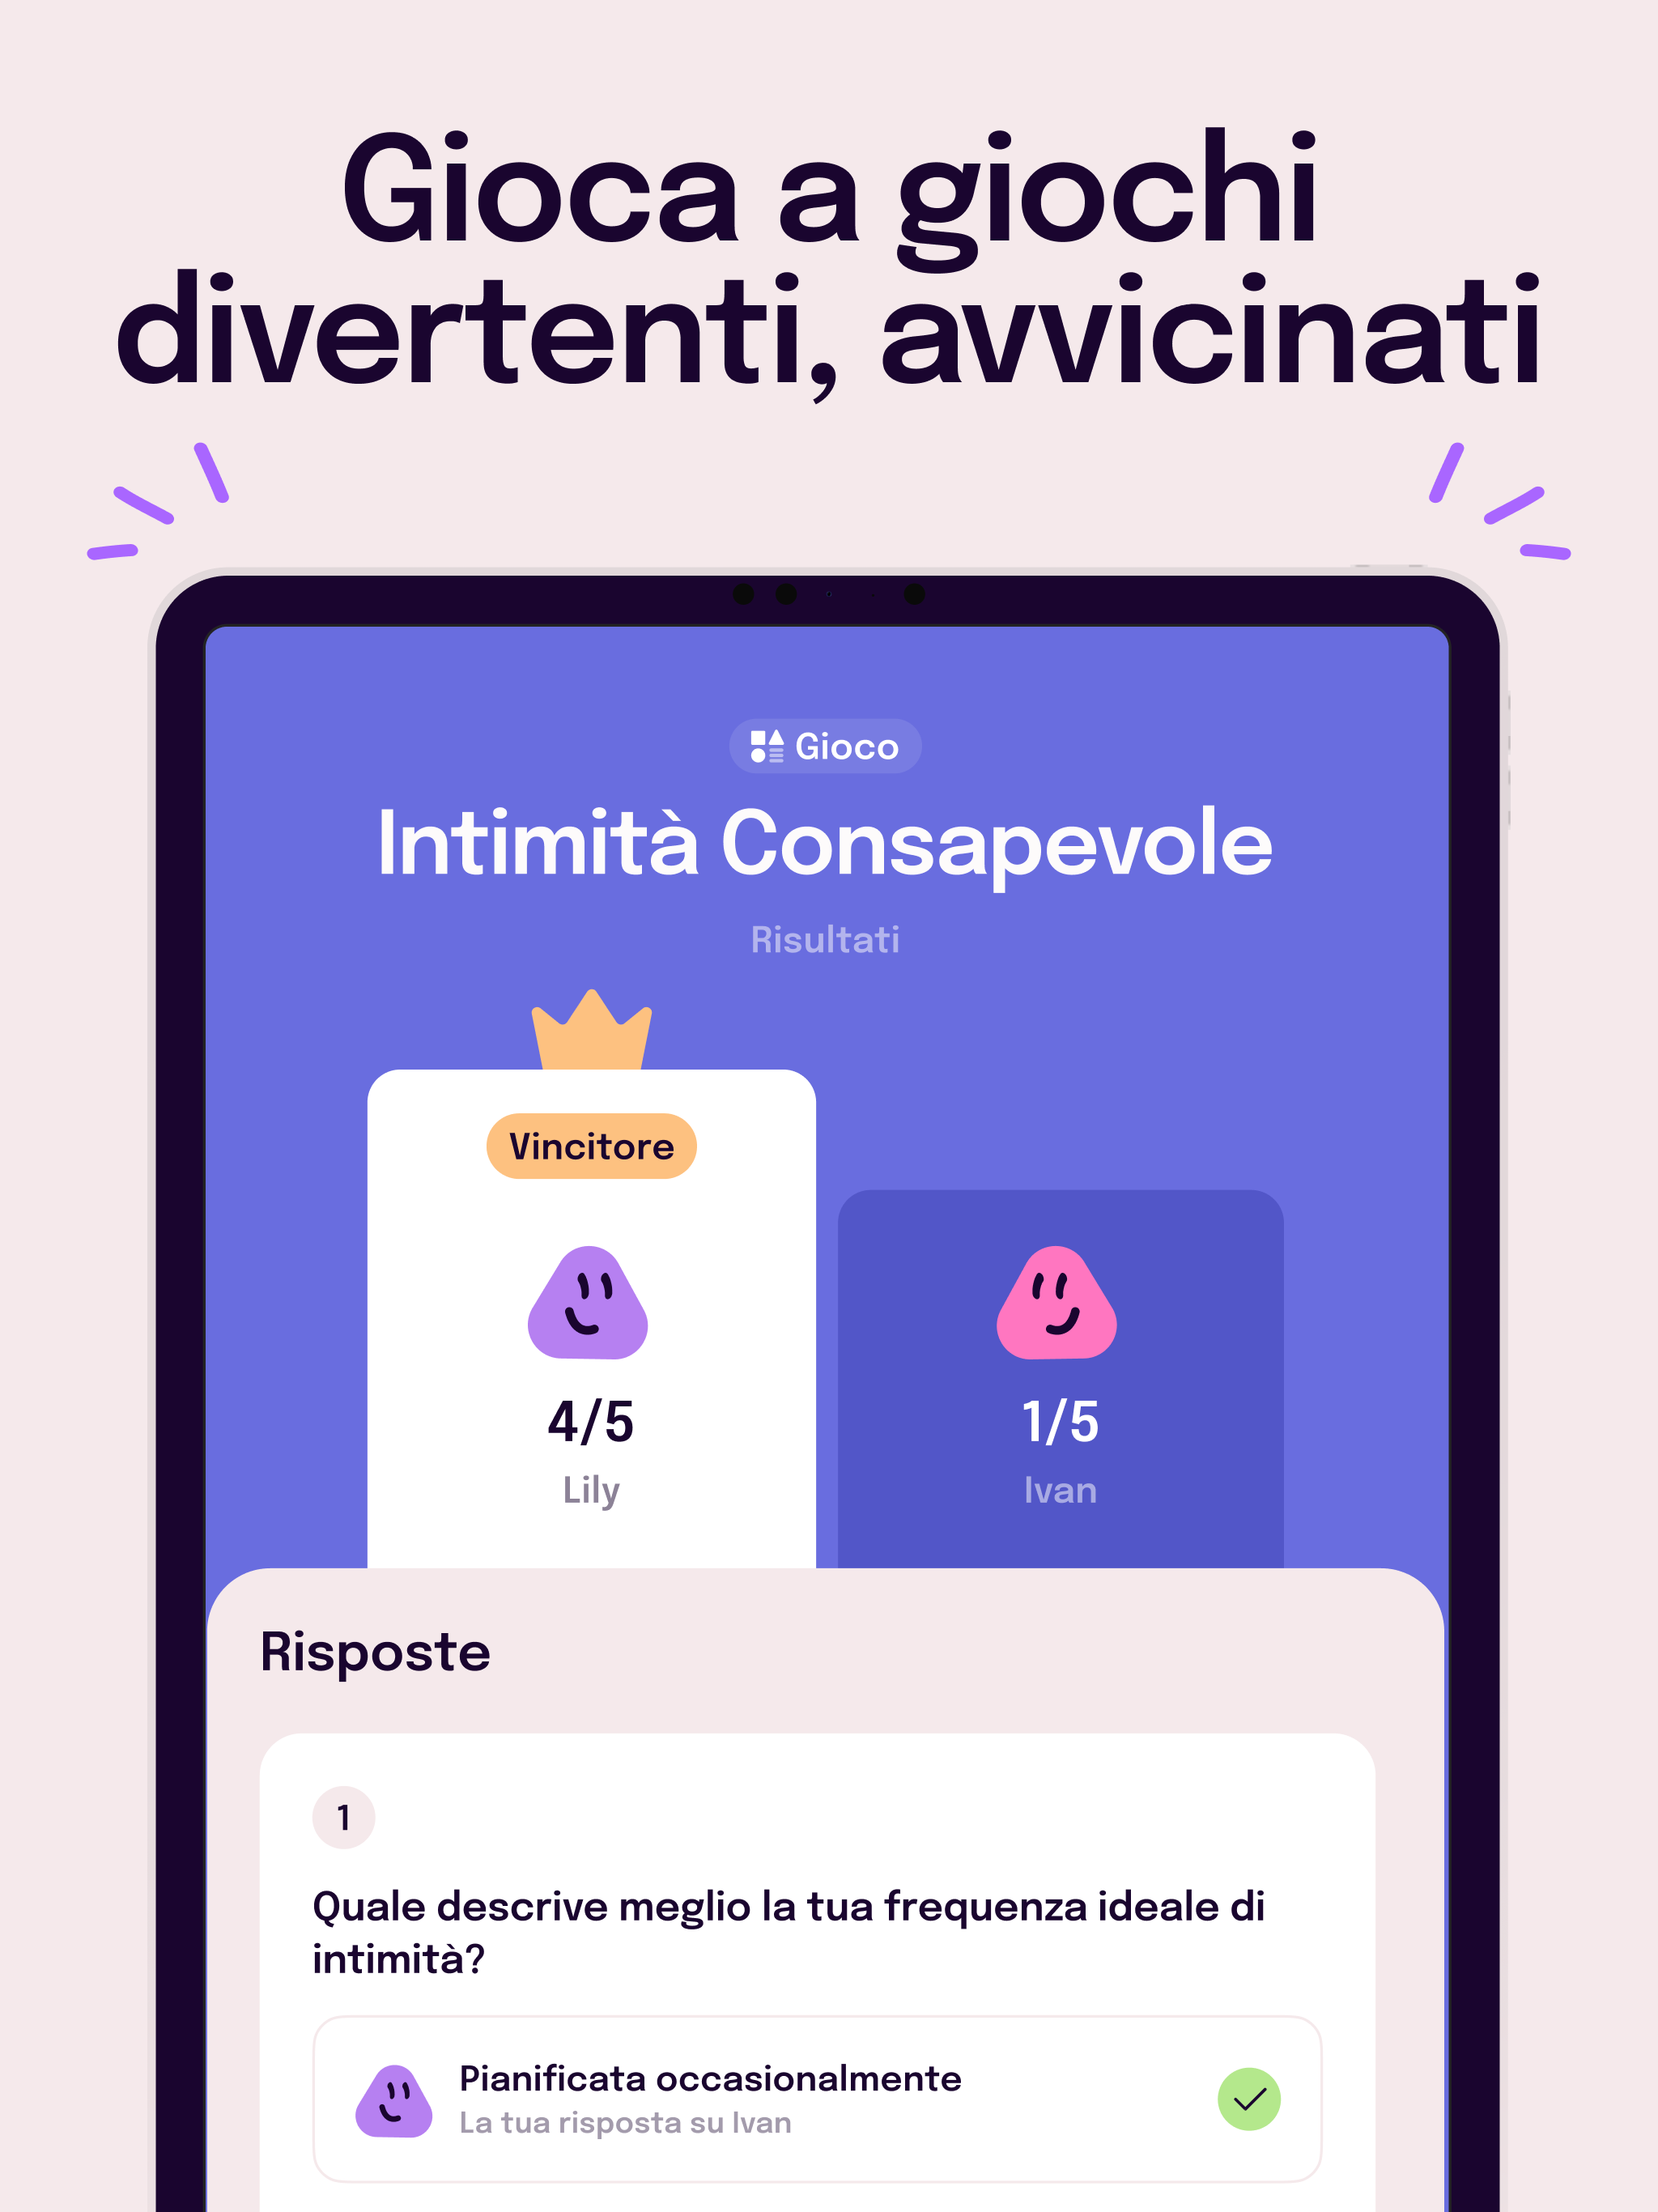 Gioca a giochi
divertenti, avvicinati
Gioco
Intimità Consapevole
Risultati
Vincitore
4/5
Lily
1/5
Ivan
Risposte
1
Quale descrive meglio la tua frequenza ideale di
intimità?
Pianificata occasionalmente
La tua risposta su Ivan